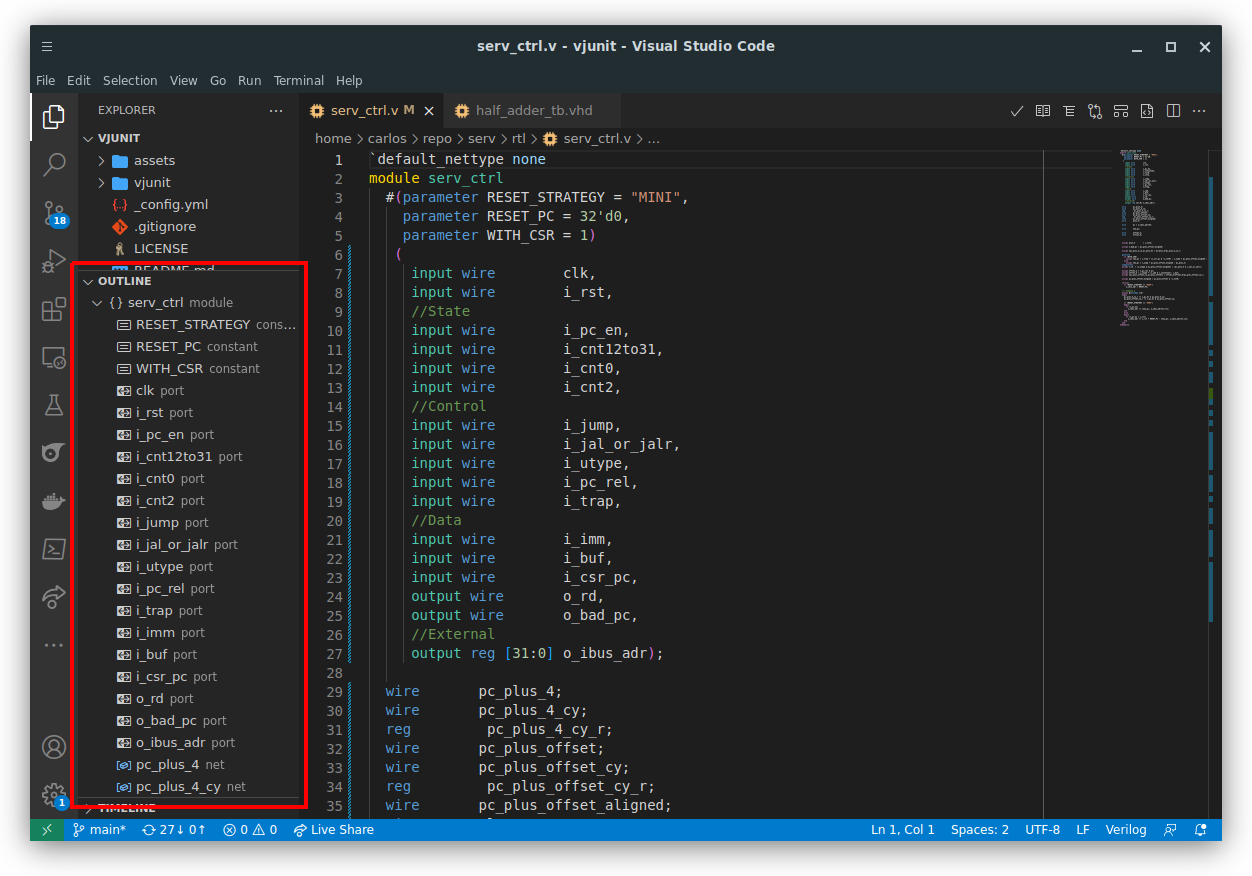 serv_ctrl.v - vjunit - Visual Studio Code
File Edit Selection View Go Run Terminal Help
EXPLORER
VJUNIT
assets
vjunit
_config.yml
.gitignore
LICENSE
README.md
OUTLINE
{} serv_ctrl module
RESET_STRATEGY cons...
RESET_PC constant
WITH_CSR constant
clk port
i_rst port
i_pc_en port
i_cnt12to31 port
i_cnt0 port
i_cnt2 port
i_jump port
i_jal_or_jalr port
i_utype port
i_pc_rel port
i_trap port
i_imm port
i_buf port
i_csr_pc port
o_rd port
o_bad_pc port
o_ibus_adr port
pc_plus_4 net
pc_plus_4_cy net
TIMELINE
18
1
serv_ctrl.v M
half_adder_tb.vhd
home > carlos > repo > serv > rtl > serv_ctrl.v > ...
1 `default_nettype none
2 module serv_ctrl
3 #(parameter RESET_STRATEGY = "MINI",
4 parameter RESET_PC = 32'd0,
5 parameter WITH_CSR = 1)
6 (
7 input wire clk,
8 input wire i_rst,
9 //State
10 input wire i_pc_en,
11 input wire i_cnt12to31,
12 input wire i_cnt0,
13 input wire i_cnt2,
14 //Control
15 input wire i_jump,
16 input wire i_jal_or_jalr,
17 input wire i_utype,
18 input wire i_pc_rel,
19 input wire i_trap,
20 //Data
21 input wire i_imm,
22 input wire i_buf,
23 input wire i_csr_pc,
24 output wire o_rd,
25 output wire o_bad_pc,
26 //External
27 output reg [31:0] o_ibus_adr);
28
29 wire pc_plus_4;
30 wire pc_plus_4_cy;
31 reg pc_plus_4_cy_r;
32 wire pc_plus_offset;
33 wire pc_plus_offset_cy;
34 reg pc_plus_offset_cy_r;
35 wire pc_plus_offset_aligned;
main* 27↓ 0↑ 0 0 Live Share
Ln 1, Col 1 Spaces: 2 UTF-8 LF Verilog